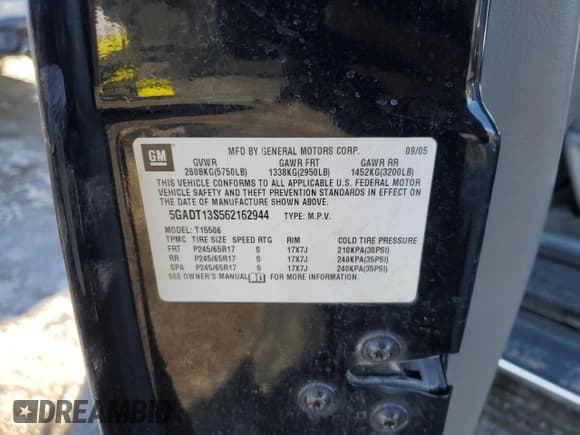 GM
MFD BY GENERAL MOTORS CORP. 09/05
GVWR GAWR FRT GAWR RR
2608KG(5750LB) 1338KG(2950LB) 1452KG(3200LB)
THIS VEHICLE CONFORMS TO ALL APPLICABLE U.S. FEDERAL MOTOR
VEHICLE SAFETY AND THEFT PREVENTION STANDARDS IN EFFECT ON
THE DATE OF MANUFACTURE SHOWN ABOVE.
5GADT13S562162944 TYPE: M.P.V.
MODEL: T15506
TPMC TIRE SIZE SPEED RTG RIM COLD TIRE PRESSURE
FRT P245/65R17 S 17X7J 210KPA(30PSI)
RR P245/65R17 S 17X7J 240KPA(35PSI)
SPA P245/65R17 S 17X7J 240KPA(35PSI)
SEE OWNER'S MANUAL FOR MORE INFORMATION.
DREAMBID